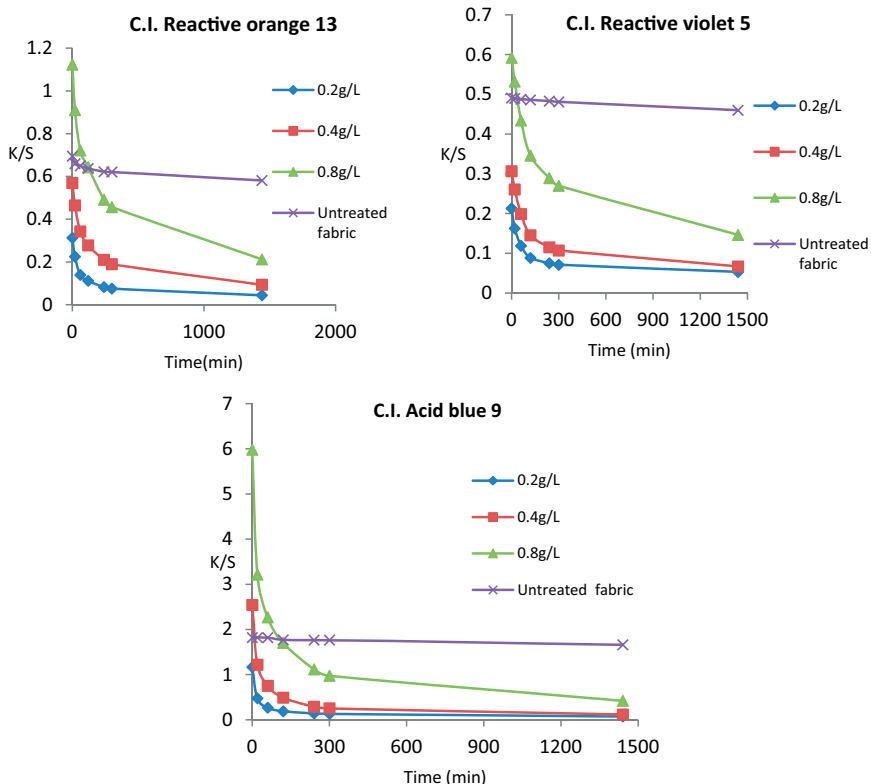 C.I. Reactive orange 13
1.2
1
0.8
K/S
0.6
0.4
0.2
0
0
1000
2000
Time(min)
0.2g/L
0.4g/L
0.8g/L
Untreated
fabric
C.I. Reactive violet 5
0.7
0.6
0.5
K/S
0.4
0.3
0.2
0.1
0
0
300
600
900
1200
1500
Time (min)
0.2g/L
0.4g/L
0.8g/L
Untreated
fabric
C.I. Acid blue 9
7
6
5
4
K/S
3
2
1
0
0
300
600
900
1200
1500
Time (min)
0.2g/L
0.4g/L
0.8g/L
Untreated fabric